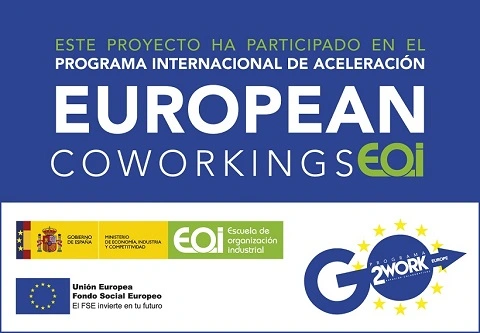 ESTE PROYECTO HA PARTICIPADO EN EL
PROGRAMA INTERNACIONAL DE ACELERACIÓN
EUROPEAN
COWORKINGS EOi
GOBIERNO
DE ESPAÑA
MINISTERIO
DE ECONOMÍA, INDUSTRIA
Y COMPETITIVIDAD
EOi
Escuela de
organización
industrial
Unión Europea
Fondo Social Europeo
El FSE invierte en tu futuro
PROGRAMA
GO
2WORK
EUROPE